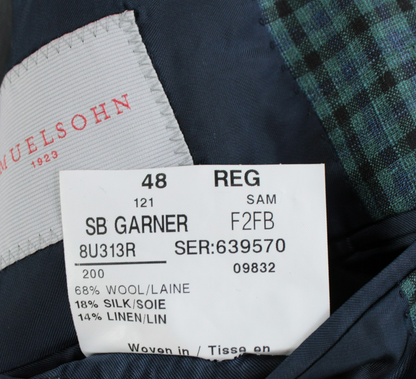 MUELSOHN
1923
48 REG
121 SAM
SB GARNER F2FB
8U313R SER:639570
200 09832
68% WOOL/LAINE
18% SILK/SOIE
14% LINEN/LIN
Woven in / Tisse en